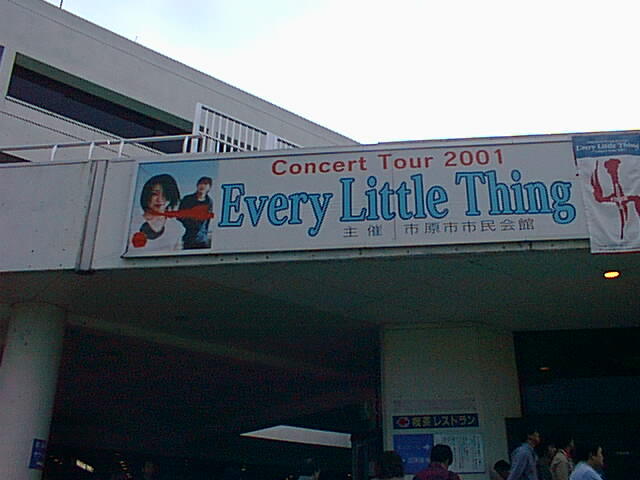 Concert Tour 2001
Every Little Thing
主催 市原市市民会館
Every Little Thing
4
喫茶レストラン